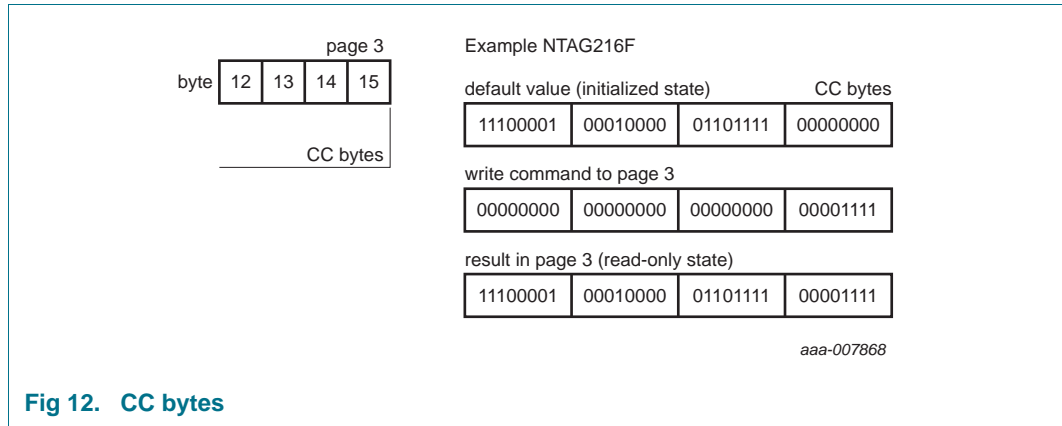 page 3
byte 12 13 14 15
CC bytes
Example NTAG216F
default value (initialized state) CC bytes
11100001 00010000 01101111 00000000
write command to page 3
00000000 00000000 00000000 00001111
result in page 3 (read-only state)
11100001 00010000 01101111 00001111
aaa-007868
Fig 12. CC bytes